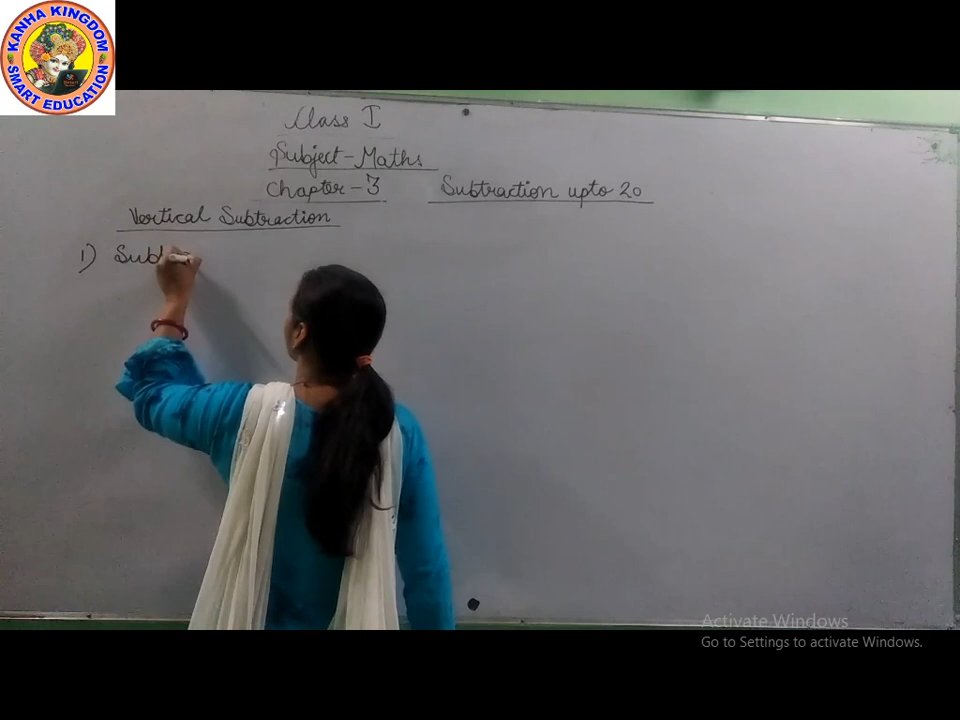 KANHA KINGDOM
SMART EDUCATION
Class I
Subject-Maths
Chapter-3 Subtraction upto 20
Vertical Subtraction
1)
Activate Windows
Go to Settings to activate Windows.